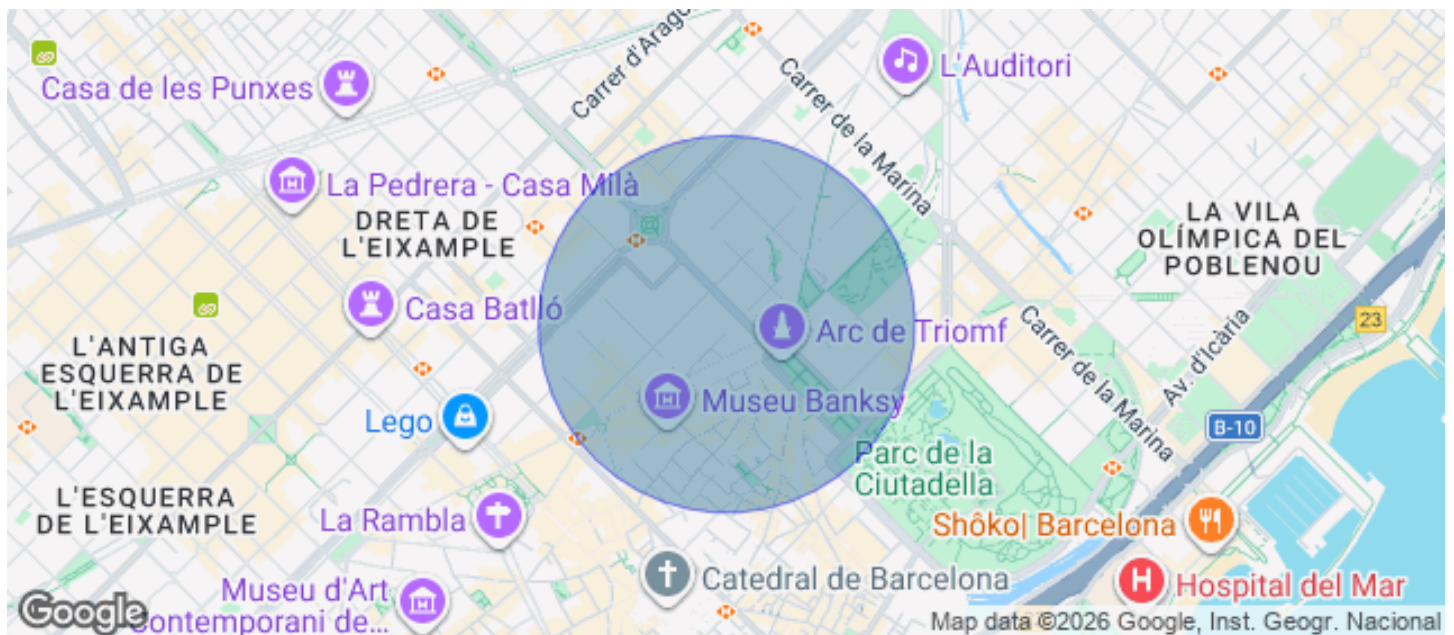 Carrer d'Arago
Casa de les Punxes
L'Auditori
Carrer de la Marina
La Pedrera - Casa Milà
DRETA DE
L'EIXAMPLE
LA VILA
OLÍMPICA DEL
POBLENOU
Casa Batlló
Arc de Triomf
23
L'ANTIGA
ESQUERRA DE
L'EIXAMPLE
Av. d'Icària
Carrer de la Marina
Museu Banksy
Lego
B-10
Parc de la
Ciutadella
L'ESQUERRA
DE L'EIXAMPLE
La Rambla
Shôko| Barcelona
Catedral de Barcelona
Hospital del Mar
Museu d'Art
Contemporani de...
Google
Map data ©2026 Google, Inst. Geogr. Nacional